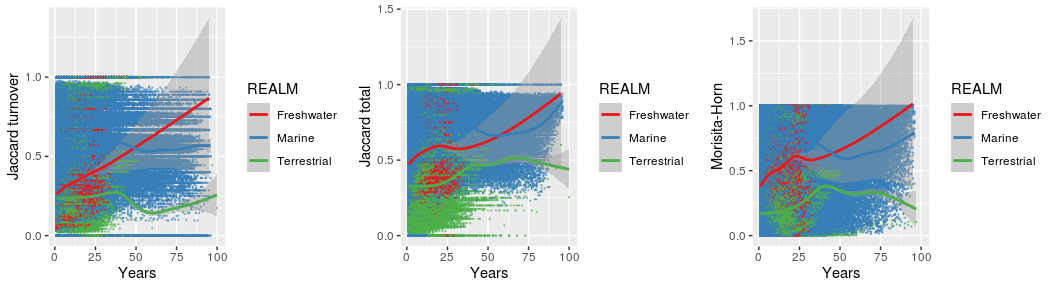 Jaccard turnover
1.0
0.5
0.0
0
25
50
75
100
Years
REALM
Freshwater
Marine
Terrestrial
Jaccard total
1.5
1.0
0.5
0.0
0
25
50
75
100
Years
REALM
Freshwater
Marine
Terrestrial
Morisita-Horn
1.5
1.0
0.5
0.0
0
25
50
75
100
Years
REALM
Freshwater
Marine
Terrestrial